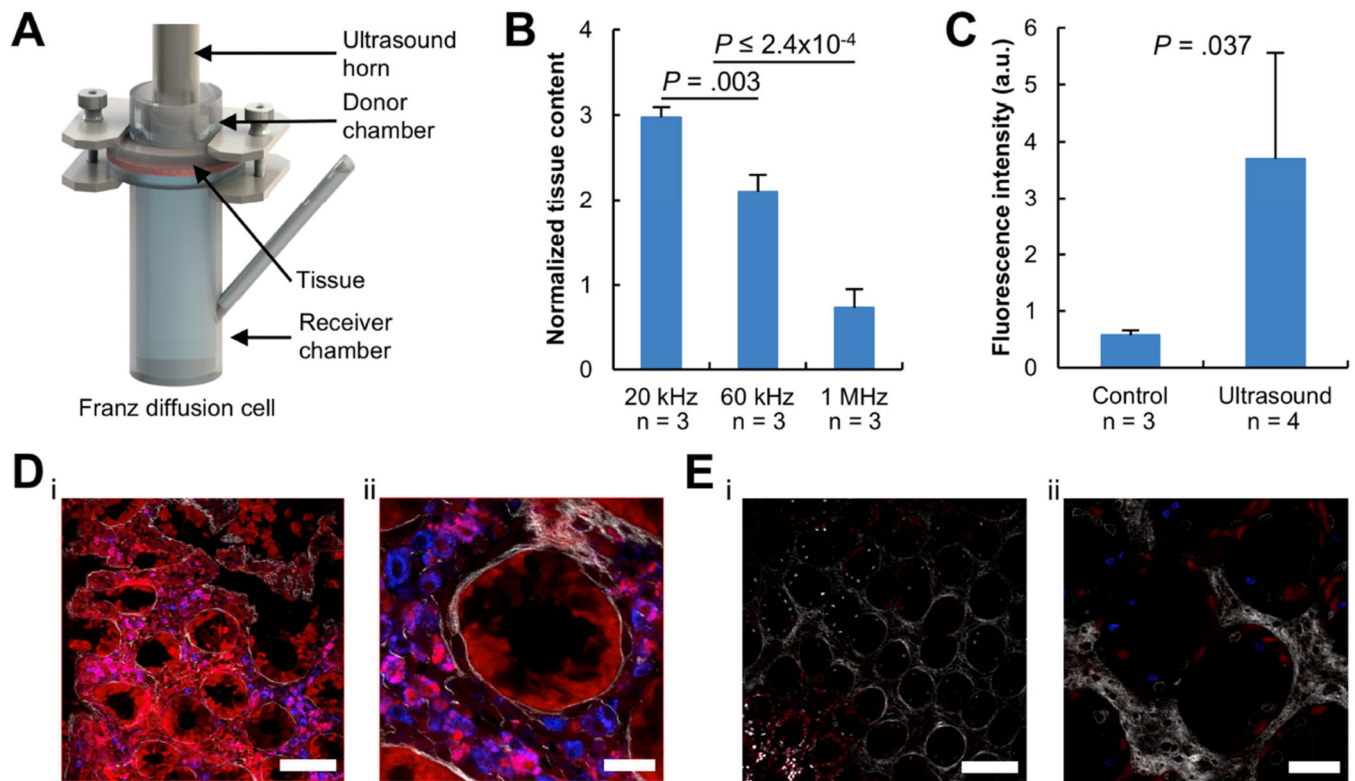 A
Ultrasound
horn
Donor
chamber
Tissue
Receiver
chamber
Franz diffusion cell
B
Normalized tissue content
4
3
2
1
0
P ≤ 2.4x10-4
P = .003
20 kHz
n = 3
60 kHz
n = 3
1 MHz
n = 3
C
Fluorescence intensity (a.u.)
6
5
4
3
2
1
0
P = .037
Control
n = 3
Ultrasound
n = 4
D
i
ii
E
i
ii